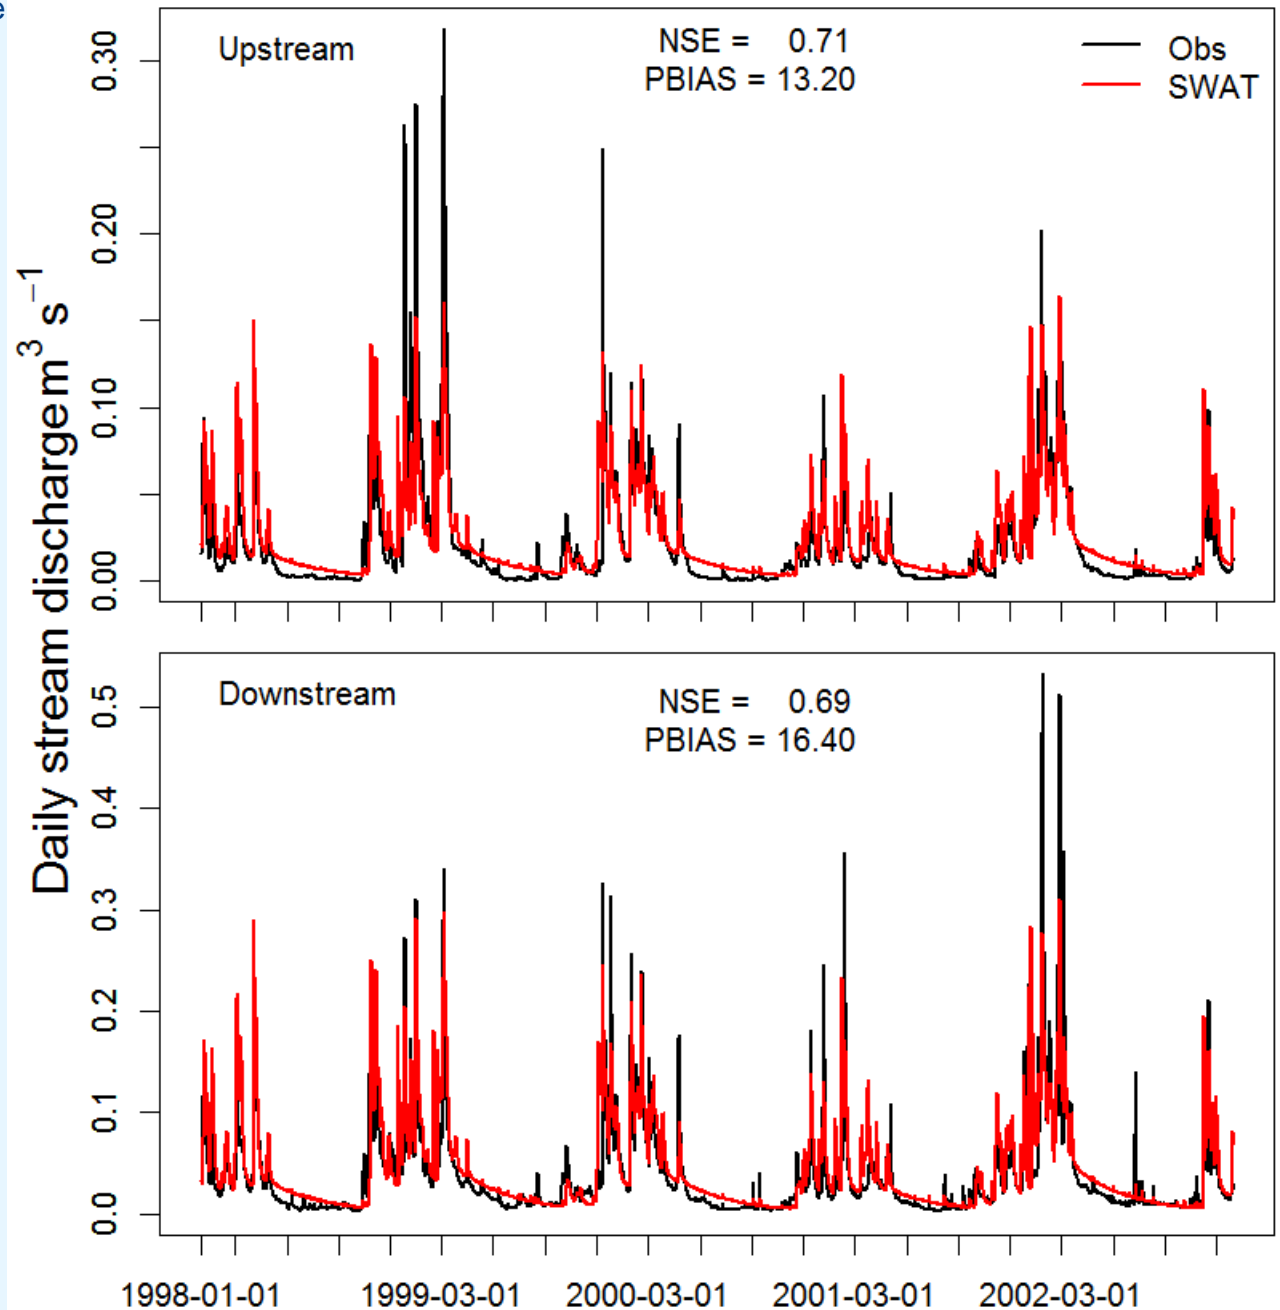 e
Upstream
NSE = 0.71
PBIAS = 13.20
Obs
SWAT
0.30
0.20
0.10
0.00
Daily stream discharge m³ s⁻¹
Downstream
NSE = 0.69
PBIAS = 16.40
0.5
0.4
0.3
0.2
0.1
0.0
1998-01-01 1999-03-01 2000-03-01 2001-03-01 2002-03-01